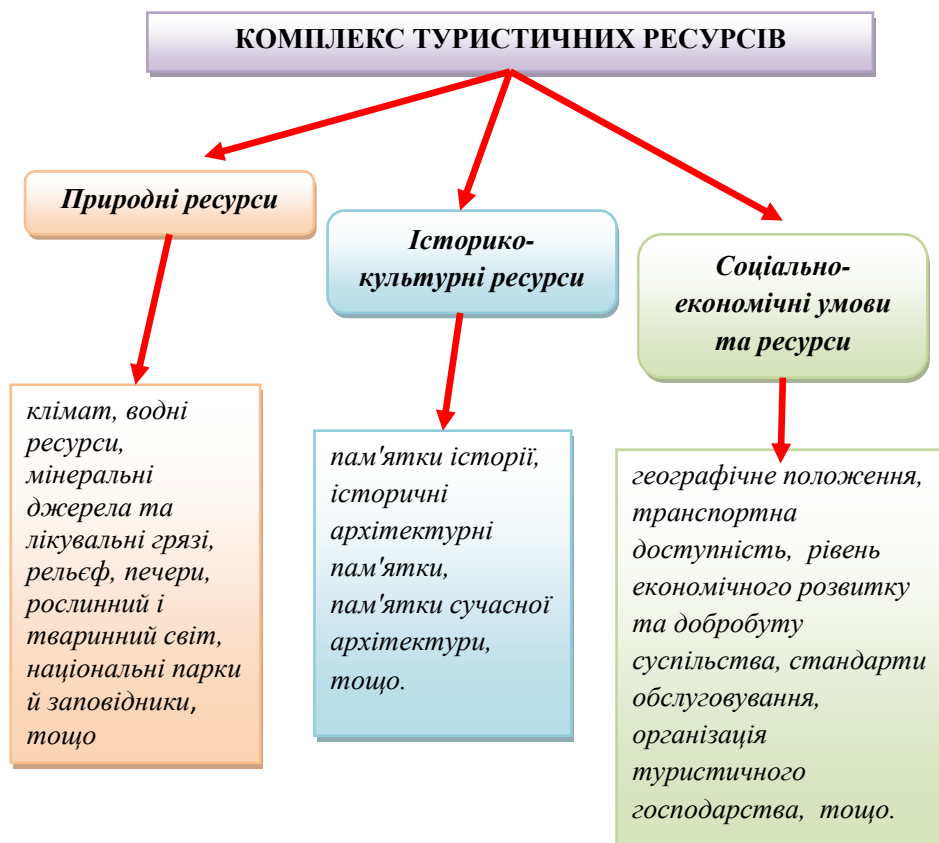 КОМПЛЕКС ТУРИСТИЧНИХ РЕСУРСІВ
Природні ресурси
Історико-
культурні ресурси
Соціально-
економічні умови
та ресурси
клімат, водні
ресурси,
мінеральні
джерела та
лікувальні грязі,
рельєф, печери,
рослинний і
тваринний світ,
національні парки
й заповідники,
тощо
пам'ятки історії,
історичні
архітектурні
пам'ятки,
пам'ятки сучасної
архітектури,
тощо.
географічне положення,
транспортна
доступність, рівень
економічного розвитку
та добробуту
суспільства, стандарти
обслуговування,
організація
туристичного
господарства, тощо.